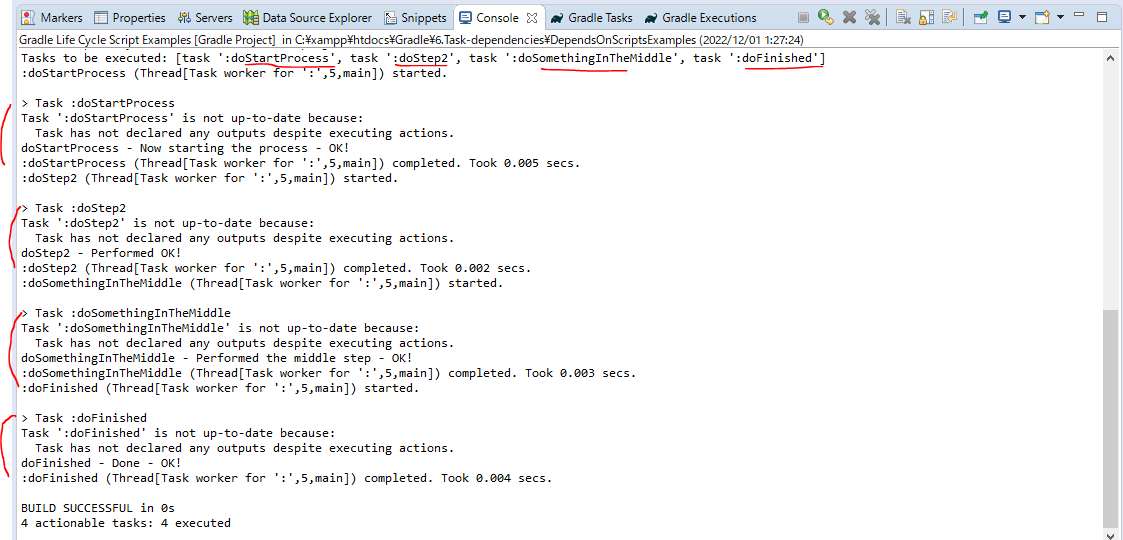 Markers Properties Servers Data Source Explorer Snippets Console Gradle Tasks Gradle Executions
Gradle Life Cycle Script Examples [Gradle Project] in C:¥xampp¥htdocs¥Gradle¥6.Task-dependencies¥DependsOnScriptsExamples (2022/12/01 1:27:24)
Tasks to be executed: [task ':doStartProcess', task ':doStep2', task ':doSomethingInTheMiddle', task ':doFinished']
:doStartProcess (Thread[Task worker for ':',5,main]) started.
> Task :doStartProcess
Task ':doStartProcess' is not up-to-date because:
  Task has not declared any outputs despite executing actions.
doStartProcess - Now starting the process - OK!
:doStartProcess (Thread[Task worker for ':',5,main]) completed. Took 0.005 secs.
:doStep2 (Thread[Task worker for ':',5,main]) started.
> Task :doStep2
Task ':doStep2' is not up-to-date because:
  Task has not declared any outputs despite executing actions.
doStep2 - Performed OK!
:doStep2 (Thread[Task worker for ':',5,main]) completed. Took 0.002 secs.
:doSomethingInTheMiddle (Thread[Task worker for ':',5,main]) started.
> Task :doSomethingInTheMiddle
Task ':doSomethingInTheMiddle' is not up-to-date because:
  Task has not declared any outputs despite executing actions.
doSomethingInTheMiddle - Performed the middle step - OK!
:doSomethingInTheMiddle (Thread[Task worker for ':',5,main]) completed. Took 0.003 secs.
:doFinished (Thread[Task worker for ':',5,main]) started.
> Task :doFinished
Task ':doFinished' is not up-to-date because:
  Task has not declared any outputs despite executing actions.
doFinished - Done - OK!
:doFinished (Thread[Task worker for ':',5,main]) completed. Took 0.004 secs.
BUILD SUCCESSFUL in 0s
4 actionable tasks: 4 executed